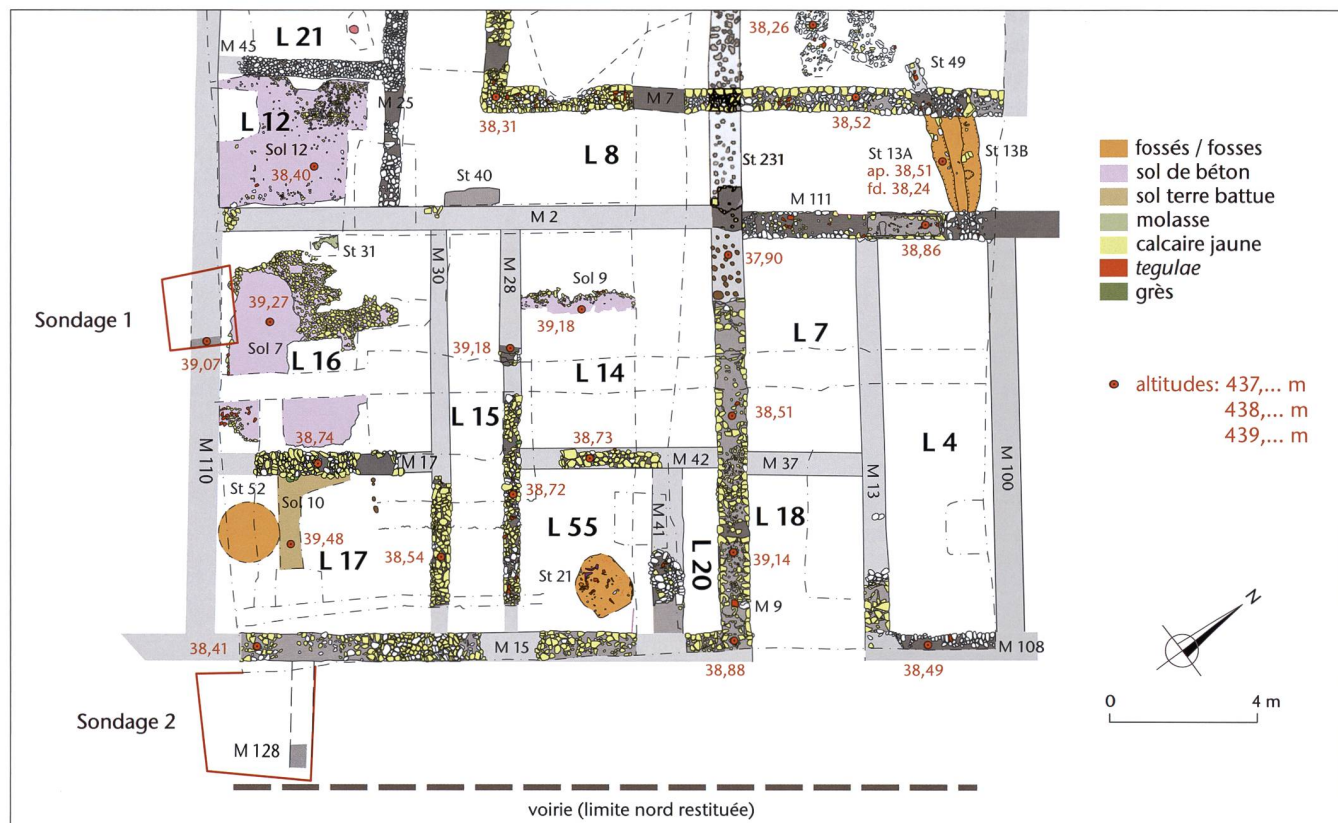 L 21
38,26
M 45
St 49
M 25
M 7
L 12
38,31
38,52
Sol 12
38,40
L 8
St 231
St 13A
ap. 38,51
fd. 38,24
St 13B
St 40
M 111
M 2
38,86
St 31
M 30
M 28
Sol 9
37,90
Sondage 1
39,27
39,18
L 7
Sol 7
39,07
L 16
39,18
L 14
L 15
38,51
L 4
38,74
38,73
M 110
M 17
M 42
M 37
M 13
M 100
St 52
Sol 10
38,72
M 41
L 18
39,48
L 17
38,54
L 55
L 20
39,14
St 21
M 9
38,41
M 15
38,88
38,49
M 108
Sondage 2
M 128
voirie (limite nord restituée)
fossés / fosses
sol de béton
sol terre battue
molasse
calcaire jaune
tegulae
grès
altitudes: 437,... m
438,... m
439,... m
N
0 4 m